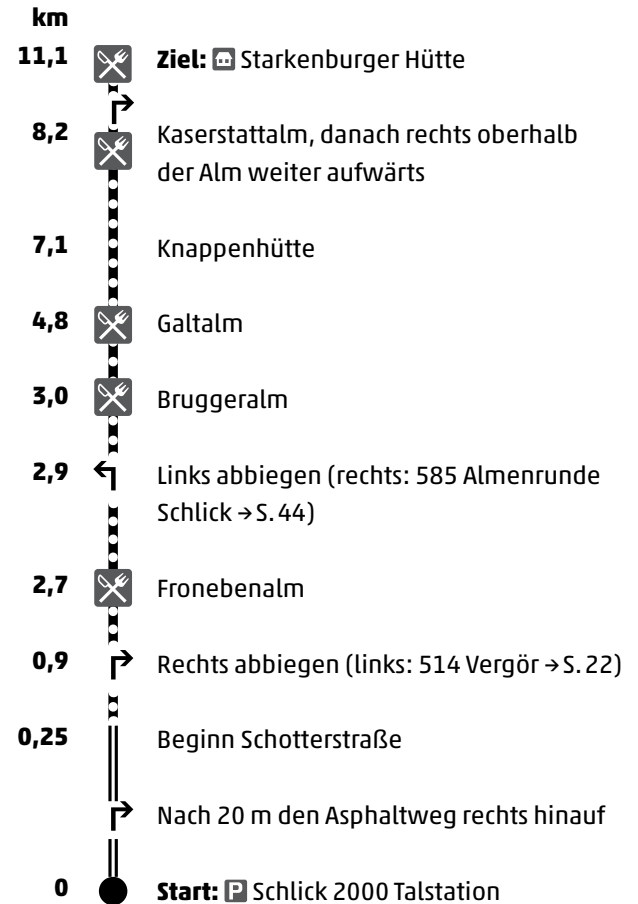 km
11,1 Ziel: Starkenburger Hütte
8,2 Kaserstattalm, danach rechts oberhalb
der Alm weiter aufwärts
7,1 Knappenhütte
4,8 Galtalm
3,0 Bruggeralm
2,9 Links abbiegen (rechts: 585 Almenrunde
Schlick → S. 44)
2,7 Fronebenalm
0,9 Rechts abbiegen (links: 514 Vergör → S. 22)
0,25 Beginn Schotterstraße
Nach 20 m den Asphaltweg rechts hinauf
0 Start: P Schlick 2000 Talstation